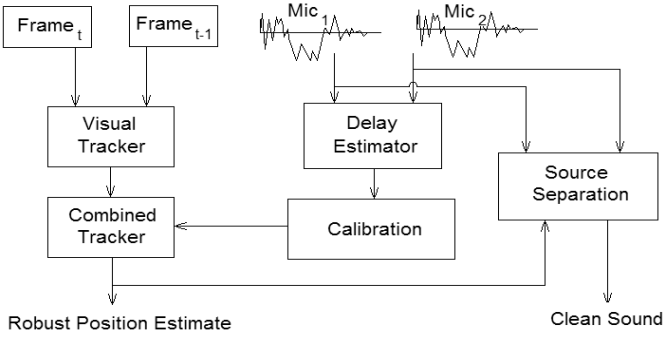 Frame t
Frame t-1
Mic 1
Mic 2
Visual
Tracker
Delay
Estimator
Source
Separation
Combined
Tracker
Calibration
Robust Position Estimate
Clean Sound